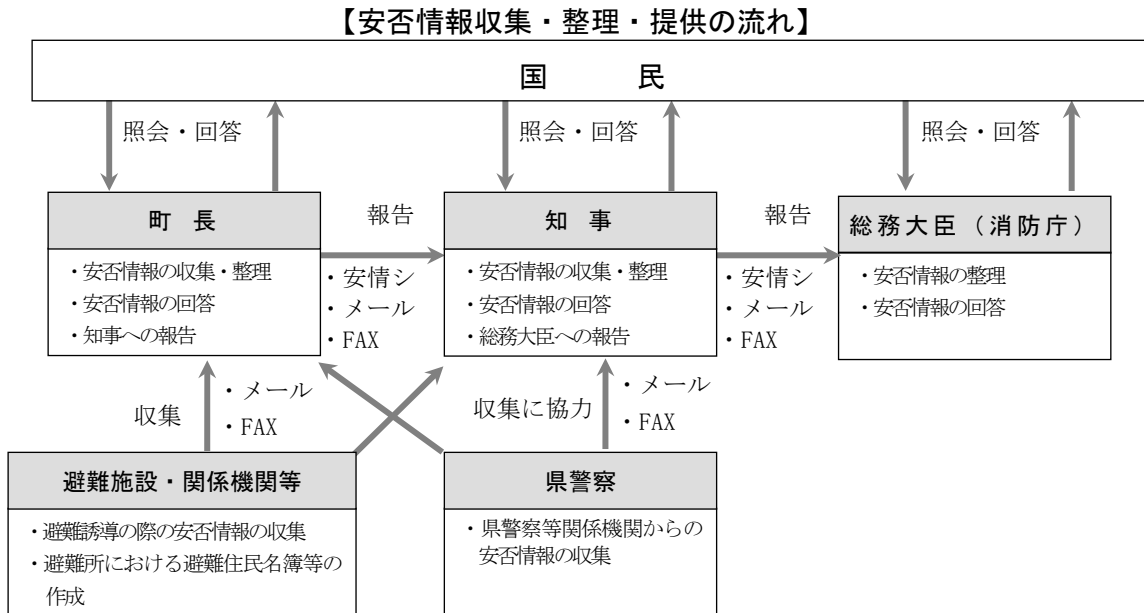 【安否情報収集・整理・提供の流れ】
国　　民
照会・回答
照会・回答
照会・回答
町　長
・安否情報の収集・整理
・安否情報の回答
・知事への報告
報告
・安情シ
・メール
・FAX
知　事
・安否情報の収集・整理
・安否情報の回答
・総務大臣への報告
報告
・安情シ
・メール
・FAX
総務大臣（消防庁）
・安否情報の整理
・安否情報の回答
収集
・メール
・FAX
収集に協力
・メール
・FAX
避難施設・関係機関等
・避難誘導の際の安否情報の収集
・避難所における避難住民名簿等の
作成
県警察
・県警察等関係機関からの
安否情報の収集